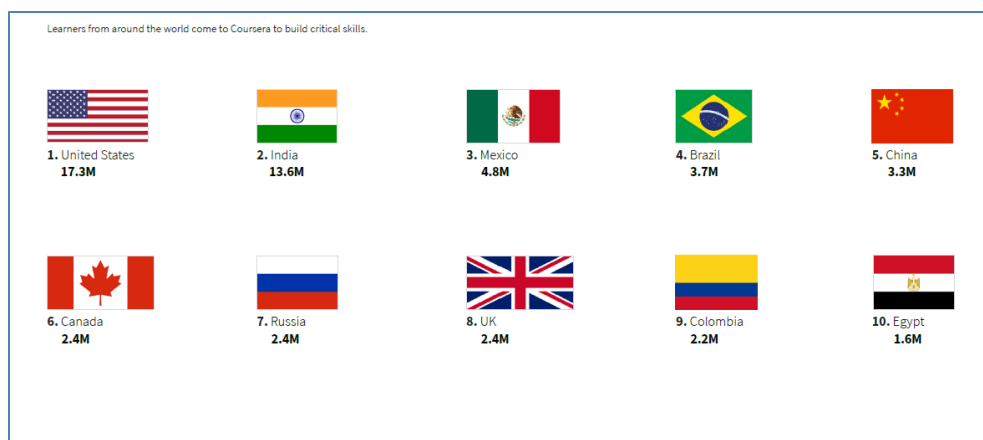 Learners from around the world come to Coursera to build critical skills.
1. United States
17.3M
2. India
13.6M
3. Mexico
4.8M
4. Brazil
3.7M
5. China
3.3M
6. Canada
2.4M
7. Russia
2.4M
8. UK
2.4M
9. Colombia
2.2M
10. Egypt
1.6M